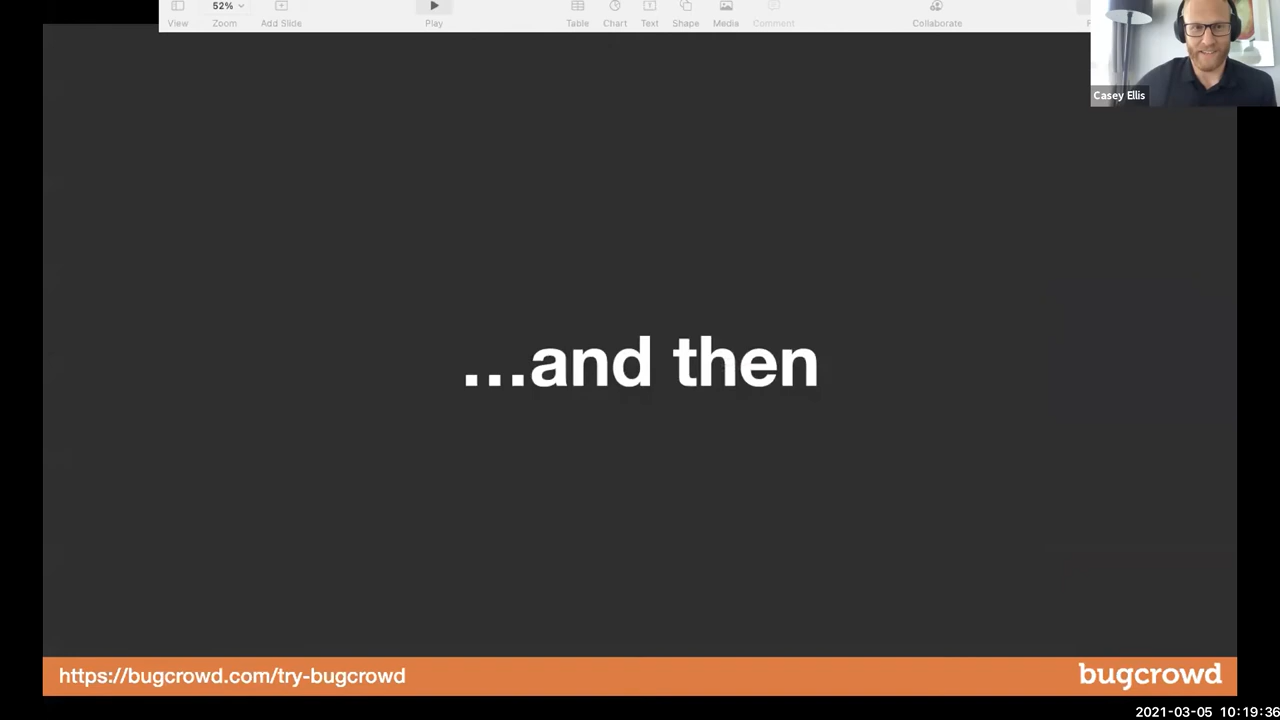 52%
View Zoom Add Slide Play Table Chart Text Shape Media Comment Collaborate
Casey Ellis
...and then
https://bugcrowd.com/try-bugcrowd bugcrowd
2021-03-05 10:19:36